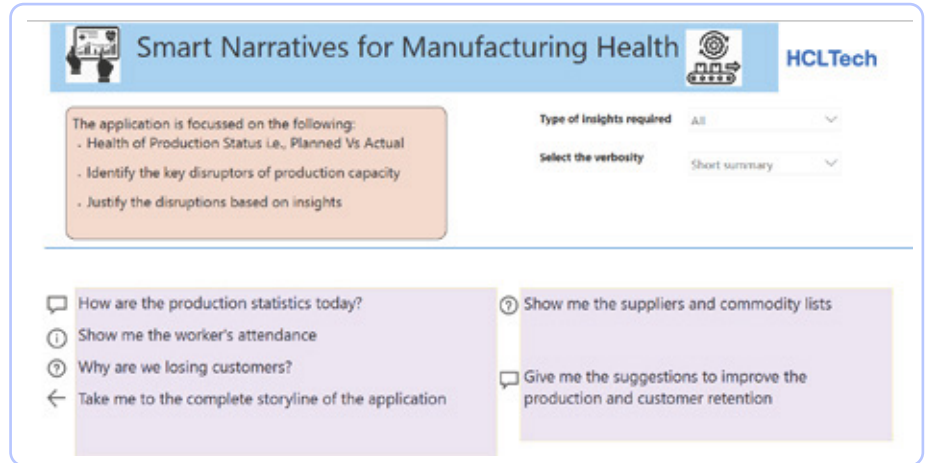 Smart Narratives for Manufacturing Health
HCLTech
The application is focussed on the following:
- Health of Production Status i.e., Planned Vs Actual
- Identify the key disruptors of production capacity
- Justify the disruptions based on insights
Type of insights required All
Select the verbosity Short summary
How are the production statistics today?
Show me the worker's attendance
Why are we losing customers?
Take me to the complete storyline of the application
Show me the suppliers and commodity lists
Give me the suggestions to improve the
production and customer retention